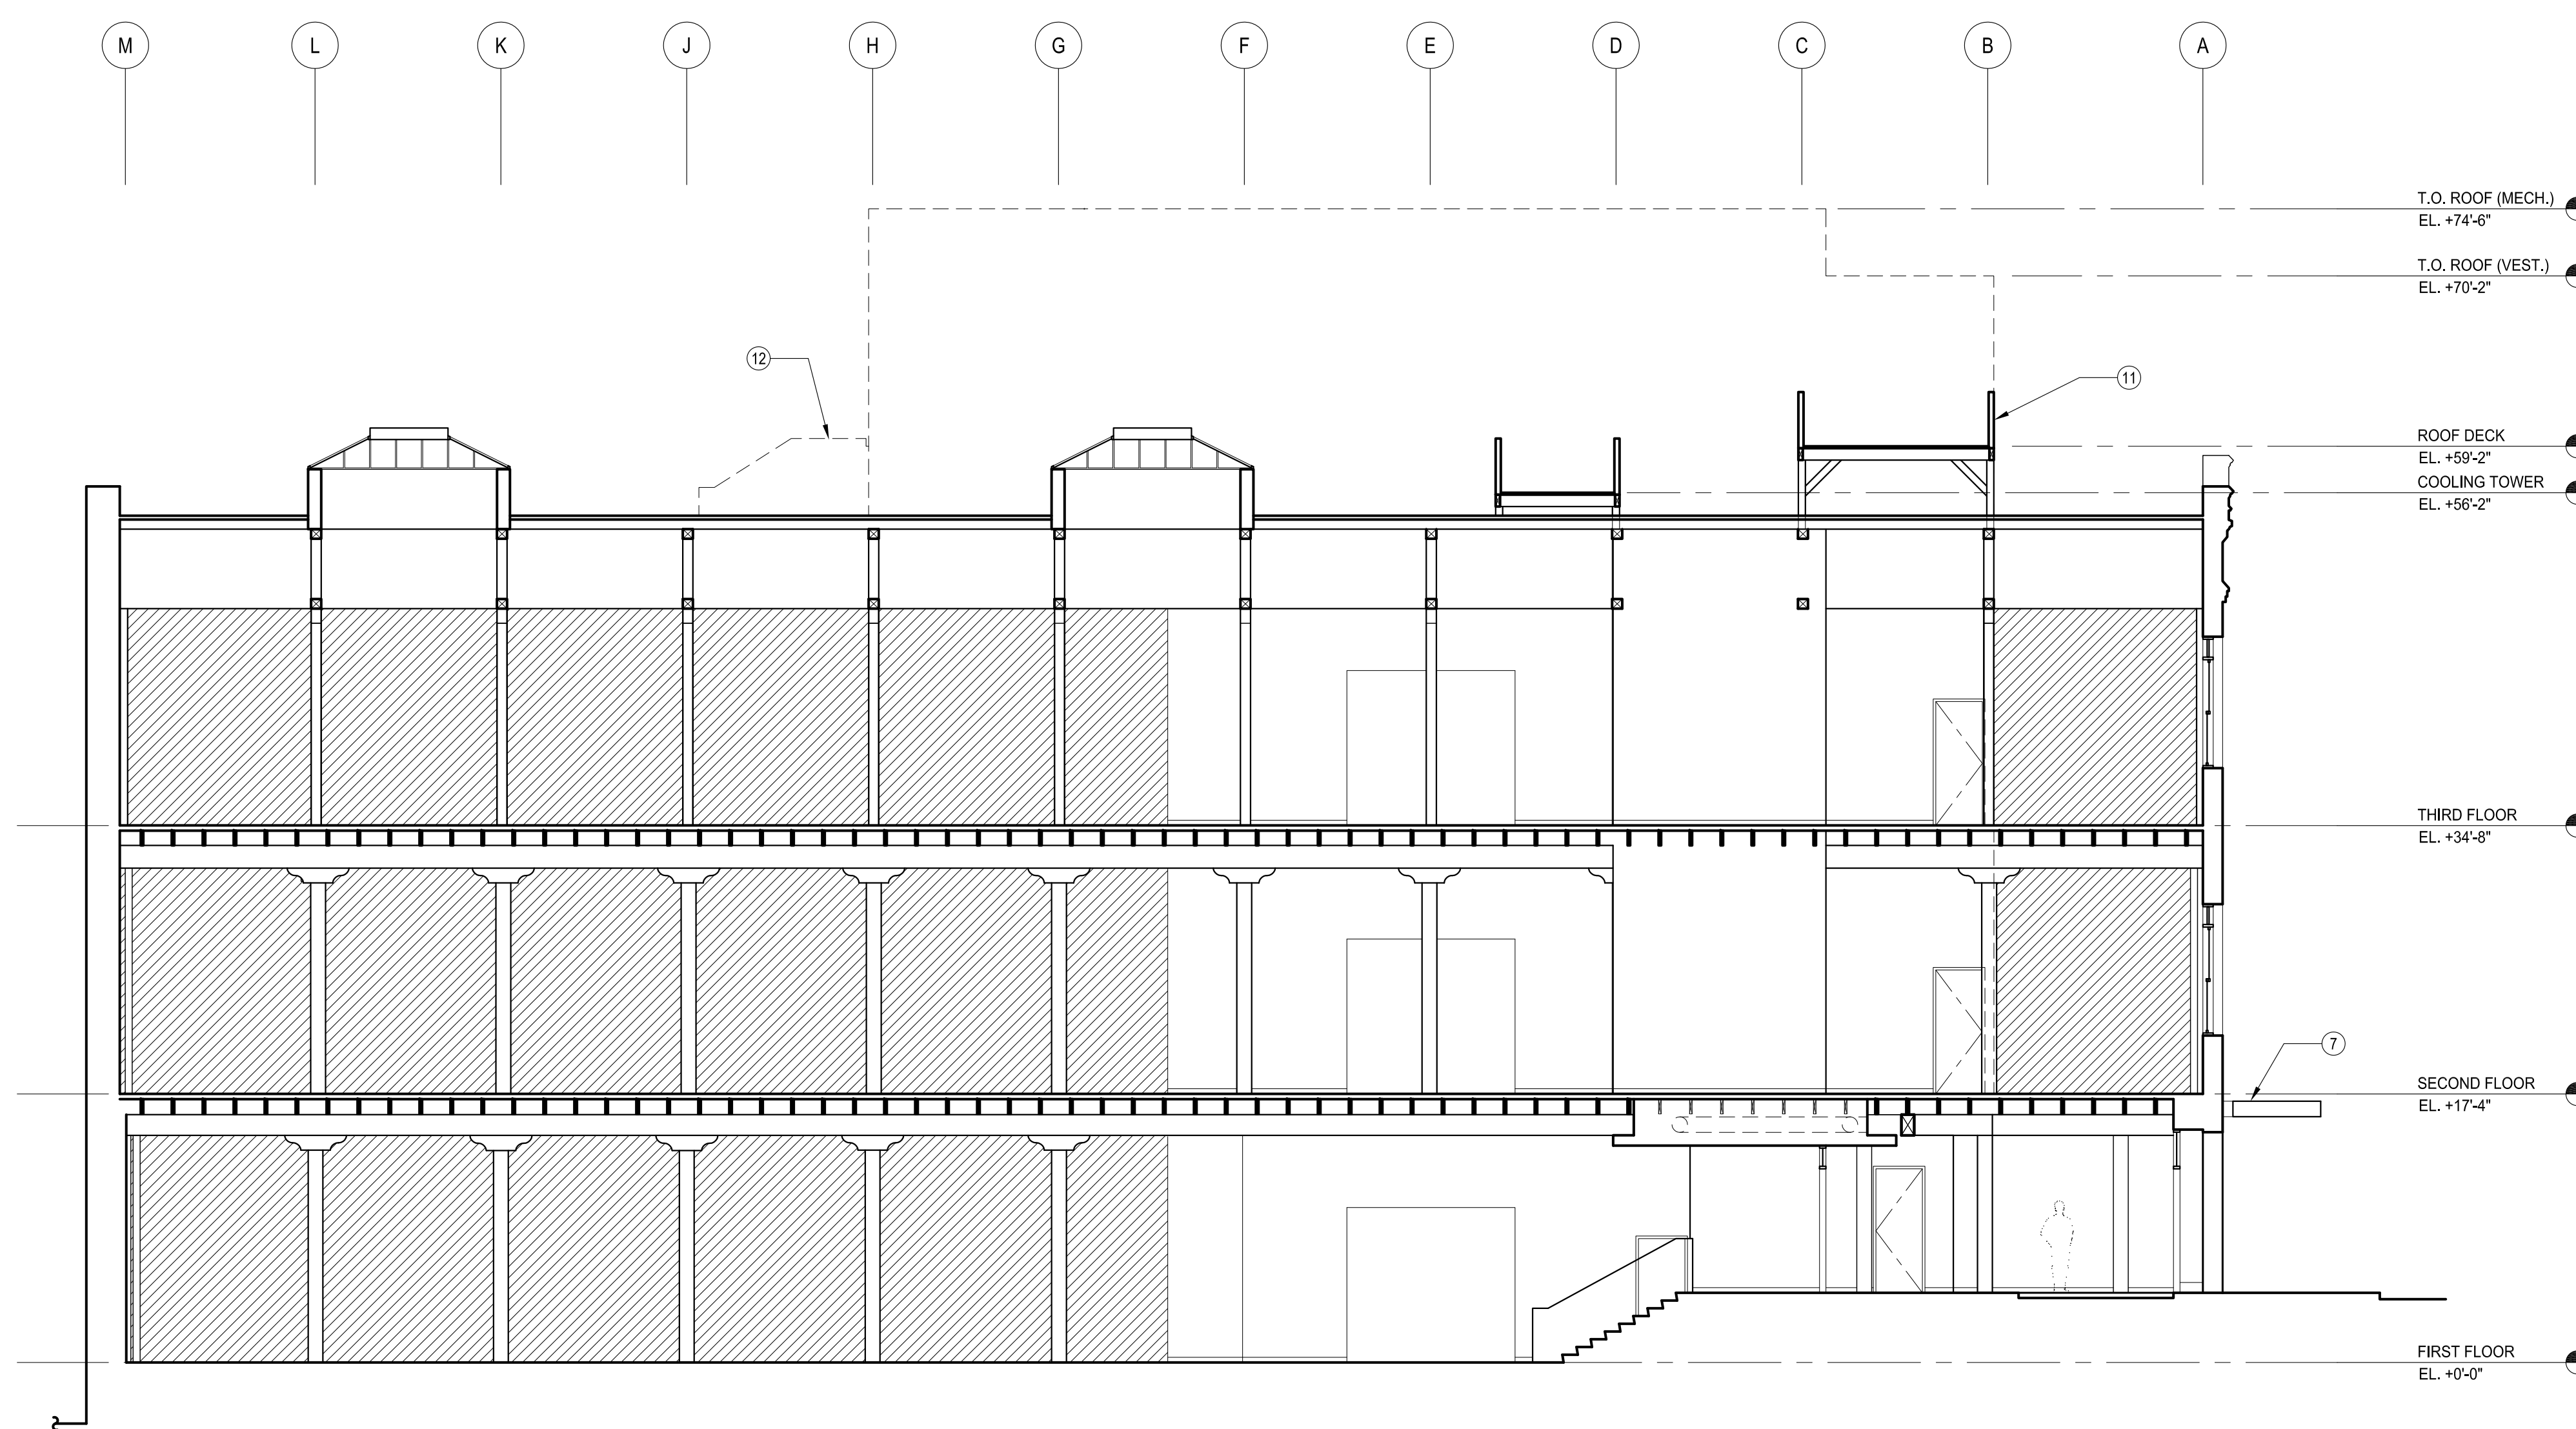 M L K J H G F E D C B A
T.O. ROOF (MECH.)
EL. +74'-6"
T.O. ROOF (VEST.)
EL. +70'-2"
12
11
ROOF DECK
EL. +59'-2"
COOLING TOWER
EL. +56'-2"
THIRD FLOOR
EL. +34'-8"
7
SECOND FLOOR
EL. +17'-4"
FIRST FLOOR
EL. +0'-0"